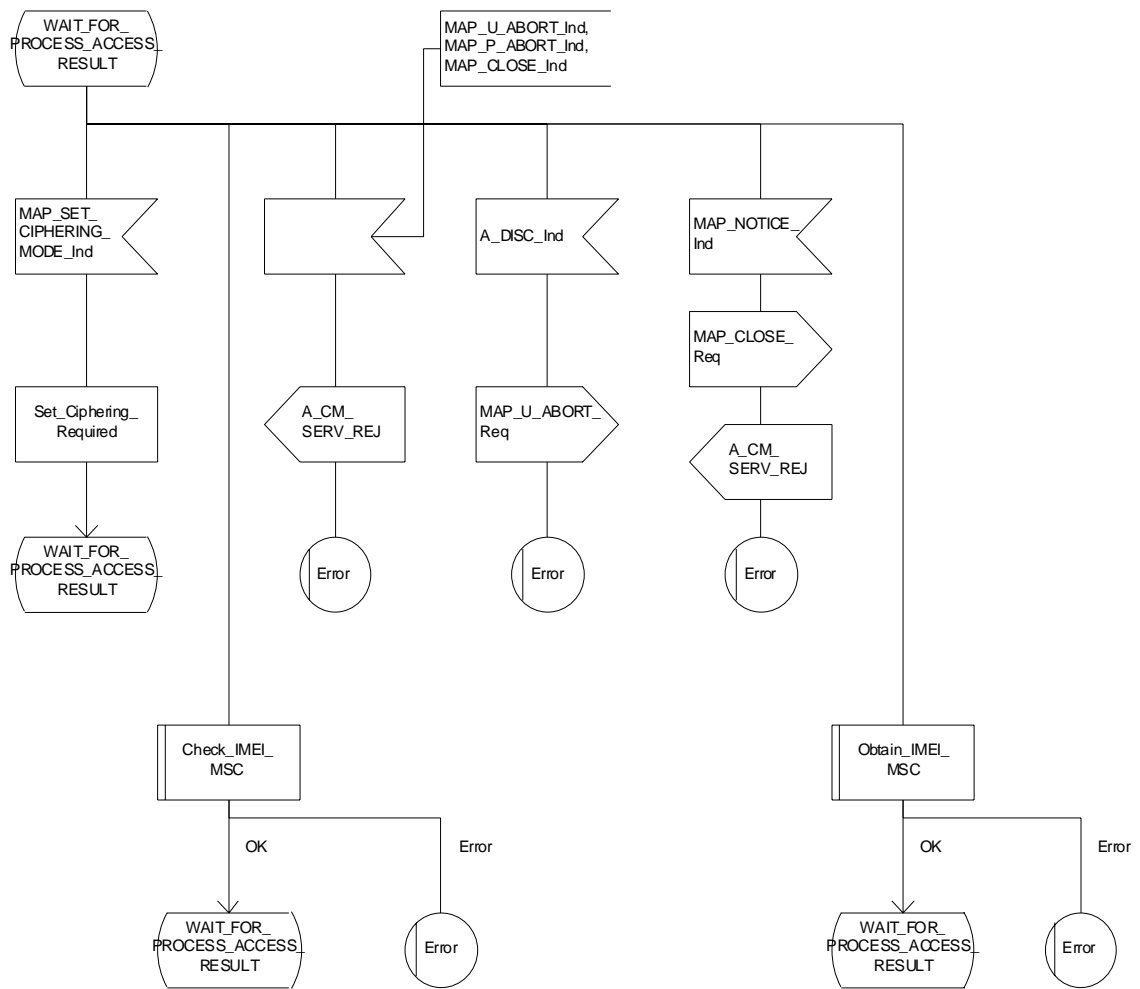 WAIT_FOR_
PROCESS_ACCESS_
RESULT
MAP_U_ABORT_Ind,
MAP_P_ABORT_Ind,
MAP_CLOSE_Ind
MAP_SET_
CIPHERING_
MODE_Ind
A_DISC_Ind
MAP_NOTICE_
Ind
MAP_CLOSE_
Req
Set_Ciphering_
Required
A_CM_
SERV_REJ
MAP_U_ABORT_
Req
A_CM_
SERV_REJ
WAIT_FOR_
PROCESS_ACCESS_
RESULT
Error
Error
Error
Check_IMEI_
MSC
Obtain_IMEI_
MSC
OK
Error
OK
Error
WAIT_FOR_
PROCESS_ACCESS_
RESULT
Error
WAIT_FOR_
PROCESS_ACCESS_
RESULT
Error